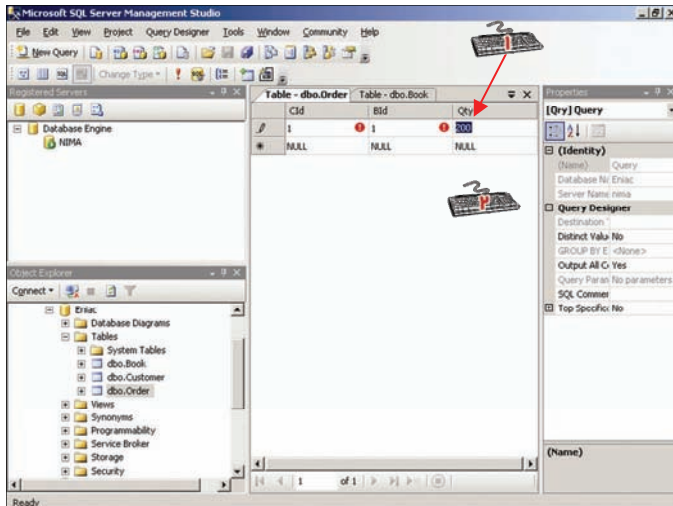 Microsoft SQL Server Management Studio
File Edit View Project Query Designer Tools Window Community Help
New Query
Change Type
Registered Servers
Database Engine
NIMA
Object Explorer
Connect
Eniac
Database Diagrams
Tables
System Tables
dbo.Book
dbo.Customer
dbo.Order
Views
Synonyms
Programmability
Service Broker
Storage
Security
Table - dbo.Order Table - dbo.Book
CId BId Qty
1 1 200
NULL NULL NULL
۱
۲
1 of 1
Properties
[Qry] Query
(Identity)
(Name) Query
Database Na Eniac
Server Name nima
Query Designer
Destination
Distinct Valu No
GROUP BY E <None>
Output All C Yes
Query Paran No parameters
SQL Commer
Top Specific No
(Name)
Ready